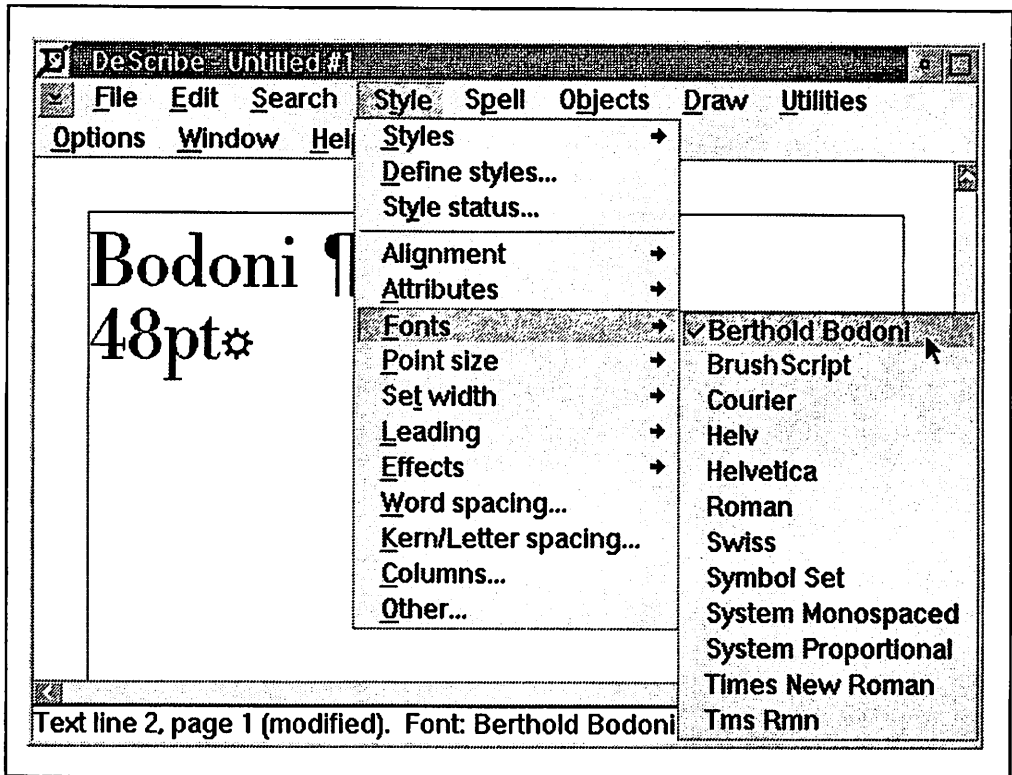 DeScribe - Untitled #1
File Edit Search Style Spell Objects Draw Utilities
Options Window Hel
Styles
Define styles...
Style status...
Alignment
Attributes
Fonts
Point size
Set width
Leading
Effects
Word spacing...
Kern/Letter spacing...
Columns...
Other...
Berthold Bodoni
BrushScript
Courier
Helv
Helvetica
Roman
Swiss
Symbol Set
System Monospaced
System Proportional
Times New Roman
Tms Rmn
Bodoni ¶
48pt¤
Text line 2, page 1 (modified). Font: Berthold Bodoni